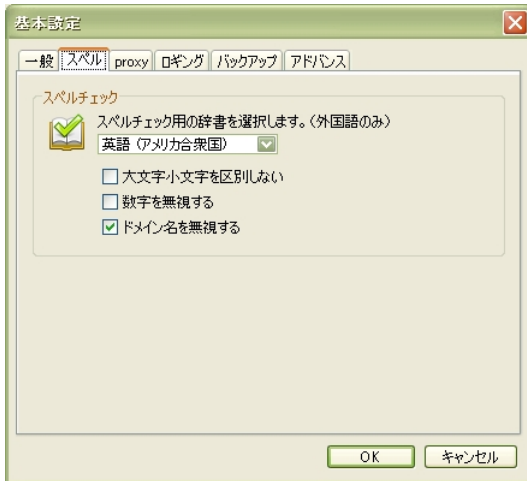 基本設定
一般 スペル proxy ロギング バックアップ アドバンス
スペルチェック
スペルチェック用の辞書を選択します。(外国語のみ)
英語 (アメリカ合衆国)
大文字小文字を区別しない
数字を無視する
ドメイン名を無視する
OK キャンセル